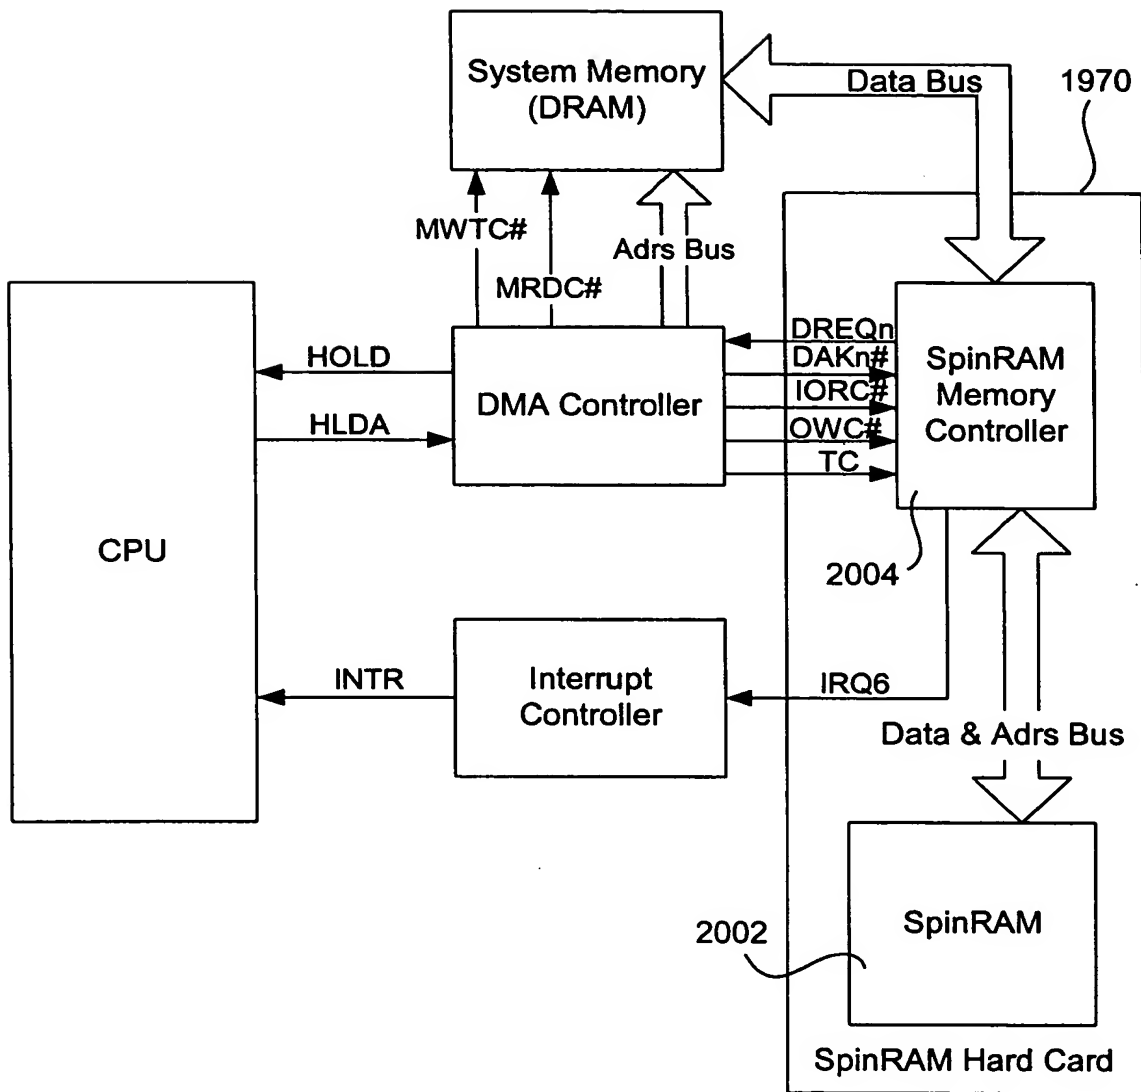 System Memory
(DRAM)
Data Bus
1970
MWTC#
MRDC#
Adrs Bus
HOLD
HLDA
DMA Controller
DREQn
DAKn#
IORC#
OWC#
TC
SpinRAM
Memory
Controller
CPU
2004
INTR
Interrupt
Controller
IRQ6
Data & Adrs Bus
SpinRAM
2002
SpinRAM Hard Card